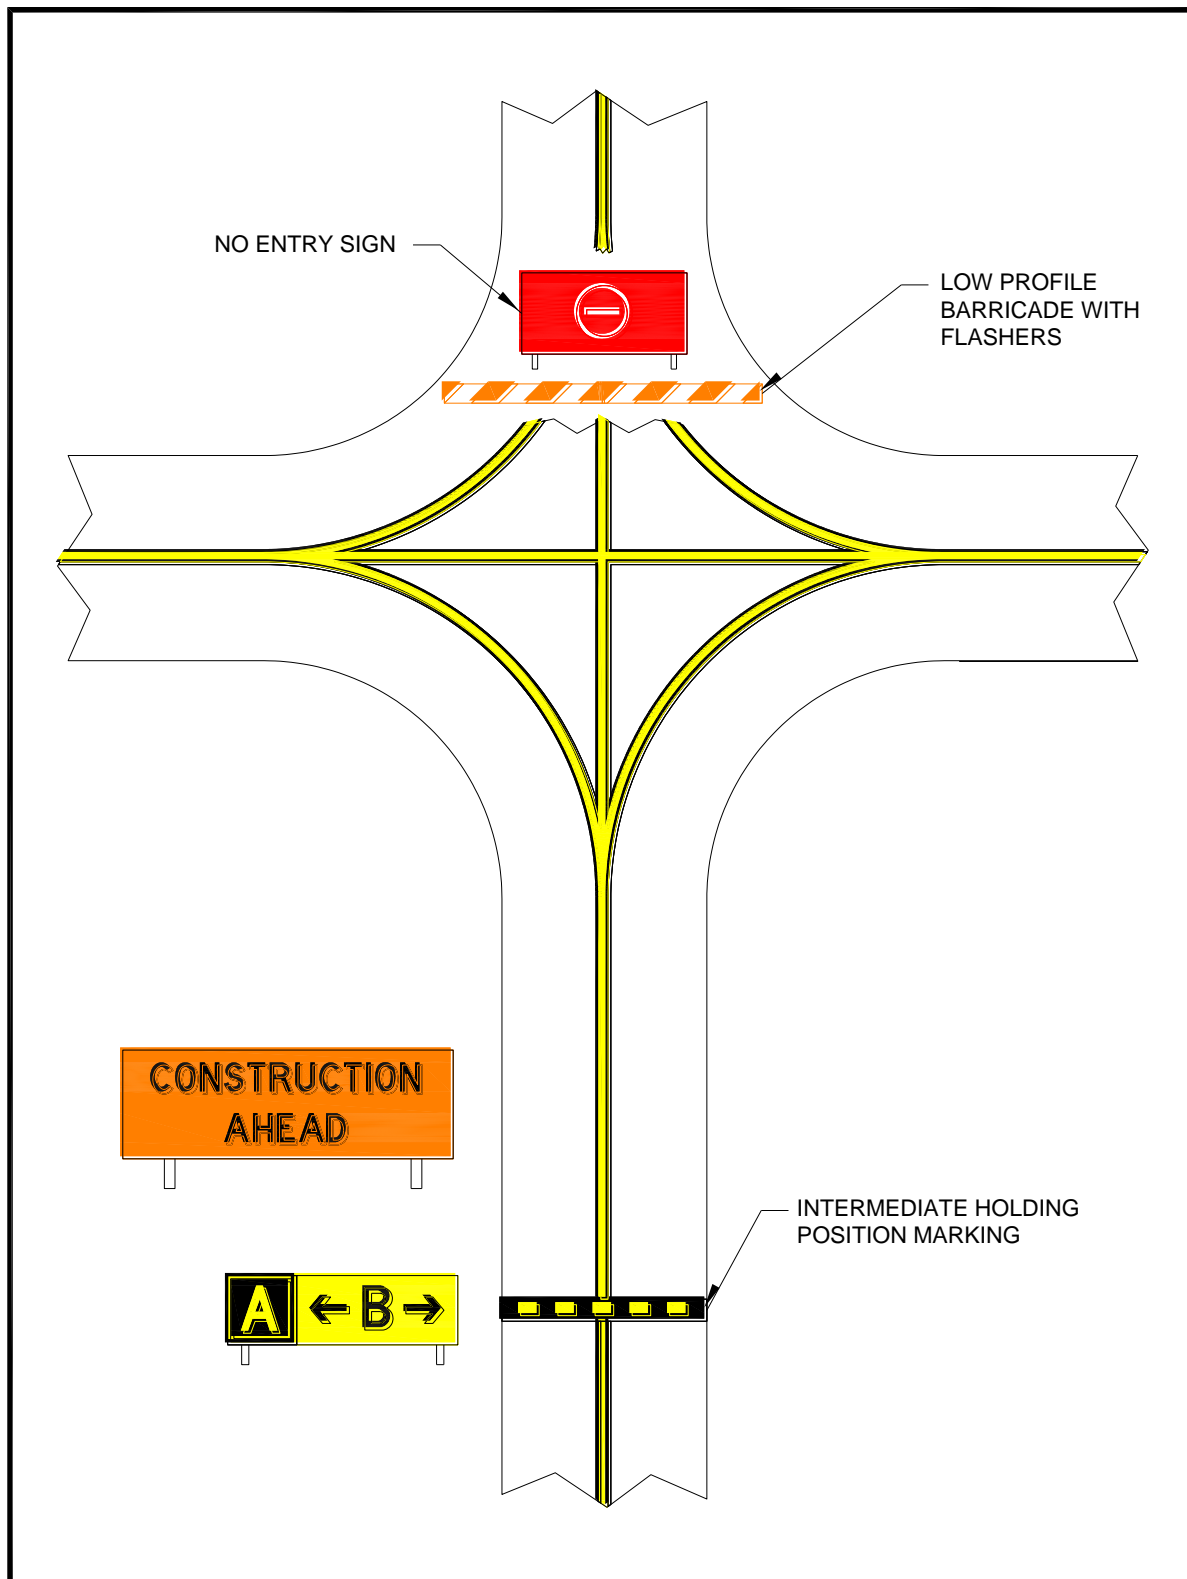 NO ENTRY SIGN
LOW PROFILE
BARRICADE WITH
FLASHERS
CONSTRUCTION
AHEAD
INTERMEDIATE HOLDING
POSITION MARKING
A ← B →